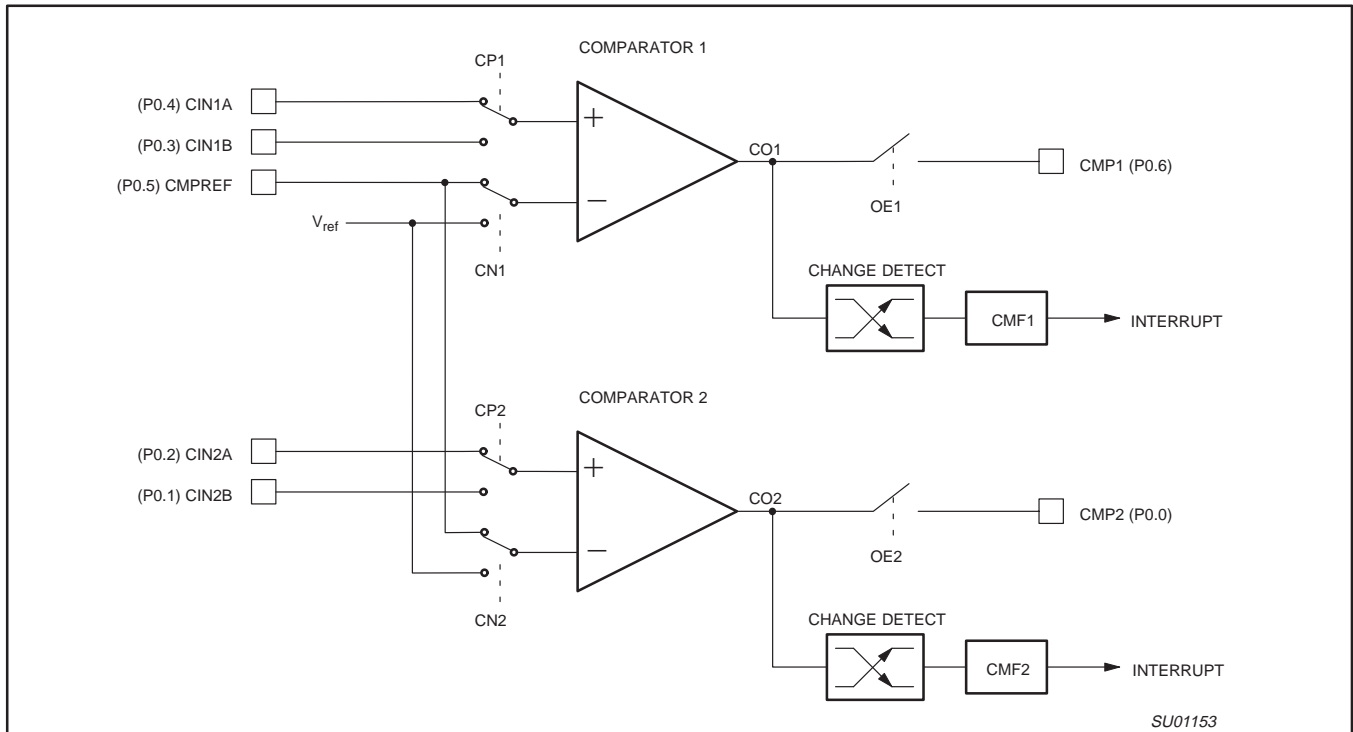 COMPARATOR 1
CP1
(P0.4) CIN1A
+
(P0.3) CIN1B
CO1
CMP1 (P0.6)
(P0.5) CMPREF
−
OE1
Vref
CN1
CHANGE DETECT
CMF1
INTERRUPT
COMPARATOR 2
CP2
(P0.2) CIN2A
+
(P0.1) CIN2B
CO2
CMP2 (P0.0)
−
OE2
CN2
CHANGE DETECT
CMF2
INTERRUPT
SU01153